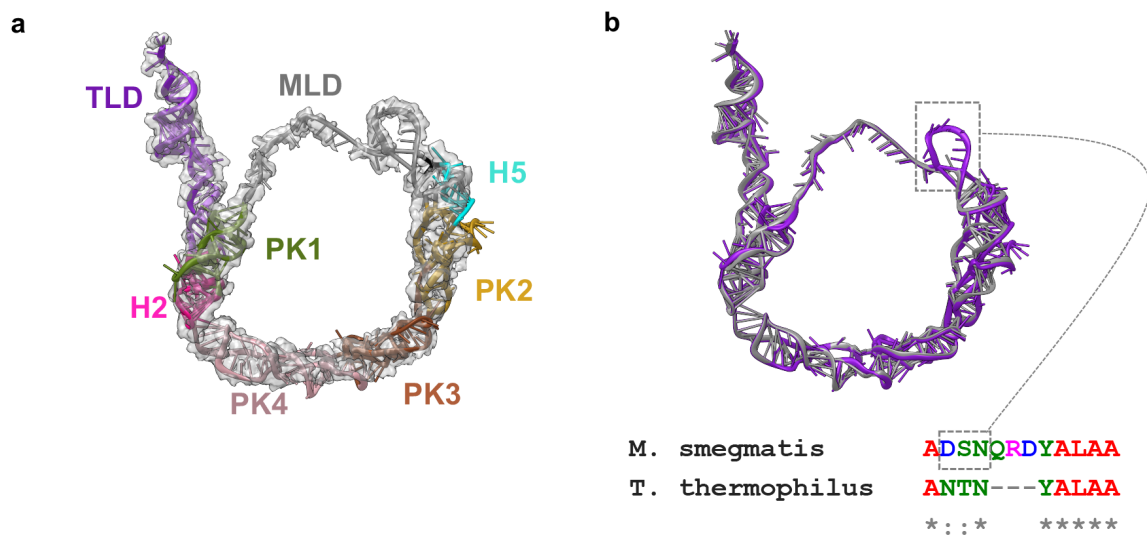 a
b
TLD
MLD
H5
PK1
PK2
H2
PK3
PK4
M. smegmatis ADSNQRDYALAA
T. thermophilus ANTN---YALAA
*::* *****